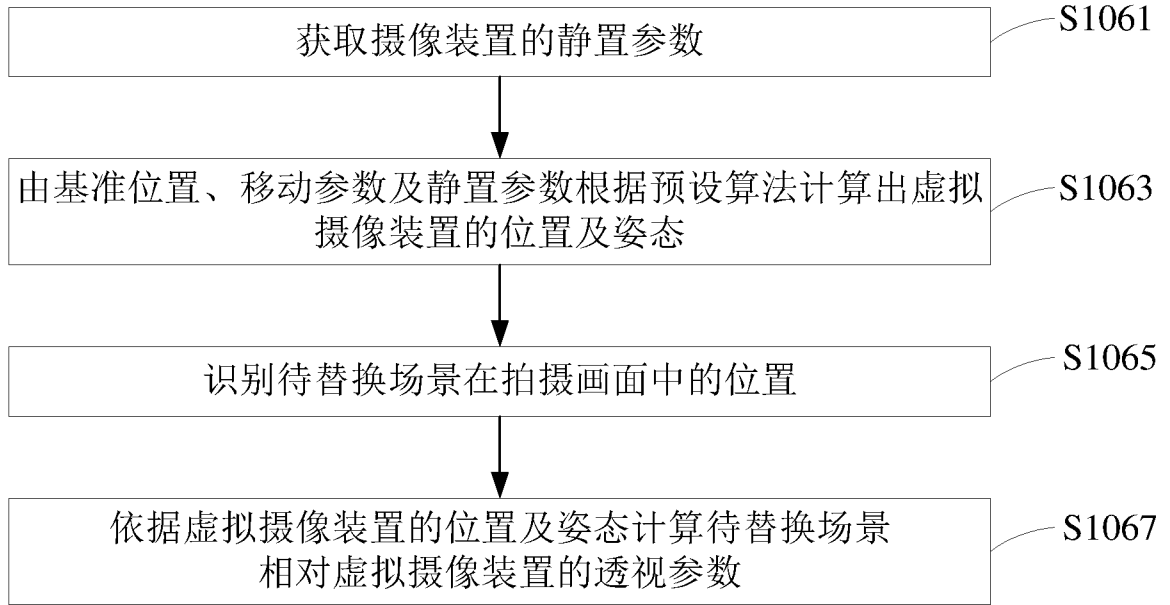 获取摄像装置的静置参数
S1061
由基准位置、移动参数及静置参数根据预设算法计算出虚拟
摄像装置的位置及姿态
S1063
识别待替换场景在拍摄画面中的位置
S1065
依据虚拟摄像装置的位置及姿态计算待替换场景
相对虚拟摄像装置的透视参数
S1067